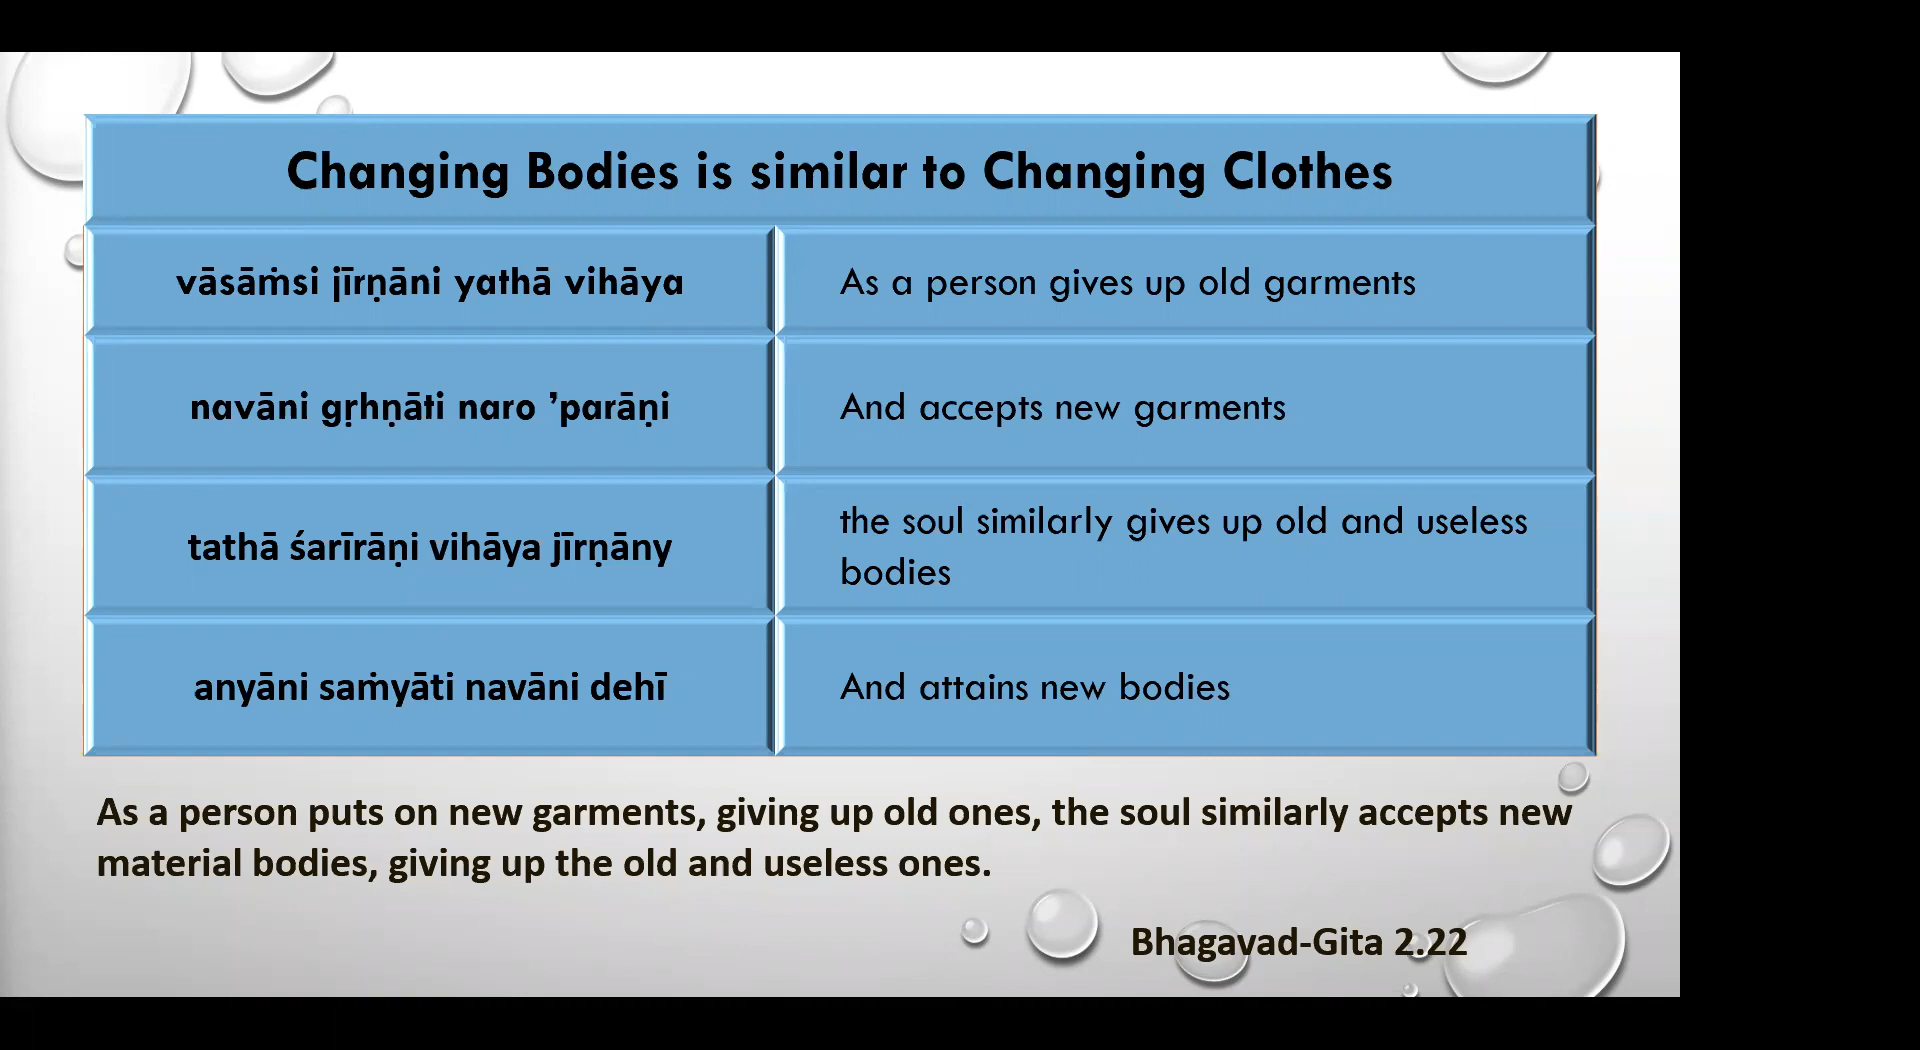 Changing Bodies is similar to Changing Clothes
vāsāṁsi jīrṇāni yathā vihāya
As a person gives up old garments
navāni gṛhṇāti naro ’parāṇi
And accepts new garments
tathā śarīrāṇi vihāya jīrṇāny
the soul similarly gives up old and useless
bodies
anyāni saṁyāti navāni dehī
And attains new bodies
As a person puts on new garments, giving up old ones, the soul similarly accepts new
material bodies, giving up the old and useless ones.
Bhagavad-Gita 2.22